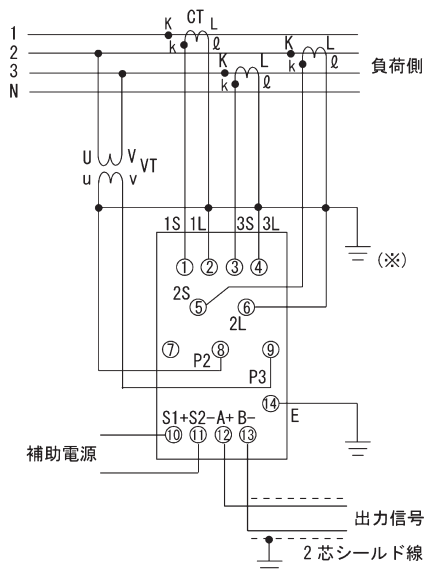 K CT L
1
k ℓ
2
K L
3
K L
k ℓ
k ℓ
N
負荷側
U V VT
u v
1S 1L 3S 3L
(※)
① ② ③ ④
2S
⑤ ⑥
2L
⑦ ⑧ ⑨
P2
P3
⑭ E
S1+ S2- A+ B-
⑩ ⑪ ⑫ ⑬
補助電源
出力信号
2芯シールド線